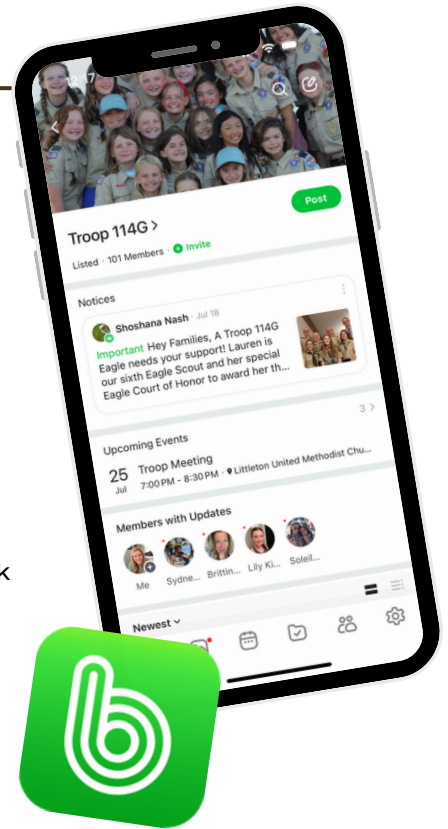 12:17
Post
Troop 114G >
Listed · 101 Members · Invite
Notices
Shoshana Nash · Jul 18
Important Hey Families, A Troop 114G
Eagle needs your support! Lauren is
our sixth Eagle Scout and her special
Eagle Court of Honor to award her th...
Upcoming Events
3 >
25
Jul
Troop Meeting
7:00 PM - 8:30 PM · Littleton United Methodist Chu...
Members with Updates
Me
Sydne...
Brittin...
Lily Ki...
Soleil...
k
Newest
b